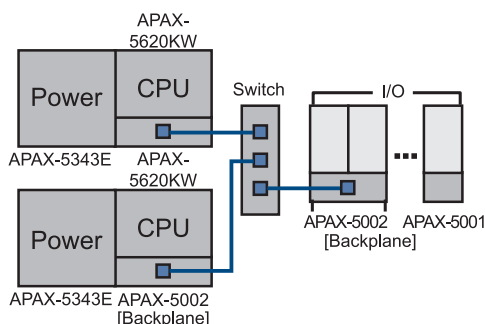 APAX-
5620KW
Power
CPU
Switch
I/O
APAX-5343E
APAX-
5620KW
Power
CPU
APAX-5002
[Backplane]
APAX-5001
APAX-5343E
APAX-5002
[Backplane]